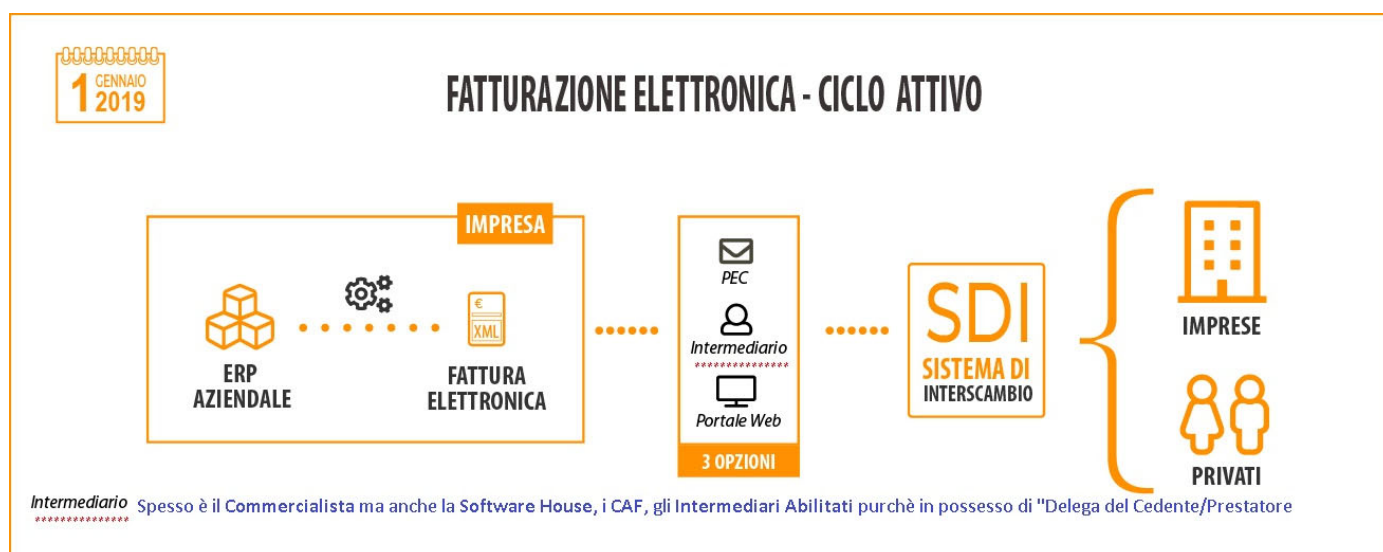 1 GENNAIO
2019
FATTURAZIONE ELETTRONICA - CICLO ATTIVO
IMPRESA
€
XML
ERP
AZIENDALE
FATTURA
ELETTRONICA
PEC
Intermediario
Portale Web
3 OPZIONI
SDI
SISTEMA DI
INTERSCAMBIO
IMPRESE
PRIVATI
Intermediario Spesso è il Commercialista ma anche la Software House, i CAF, gli Intermediari Abilitati purchè in possesso di "Delega del Cedente/Prestatore